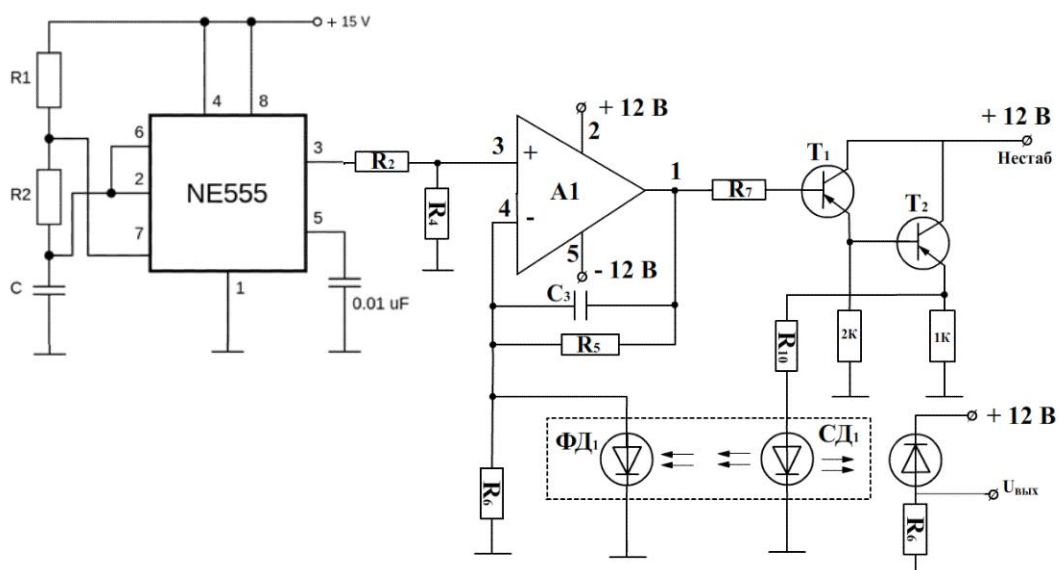 + 15 V
R1
4
8
6
3
2
NE555
R2
7
5
C
1
0.01 uF
R₂
R₄
3
+
+ 12 В
2
A1
4
-
5
- 12 В
1
R₇
C₃
R₅
R₆
T₁
T₂
+ 12 В
Нестаб
R₁₀
2К
1К
ФД₁
СД₁
+ 12 В
Uвых
R₆